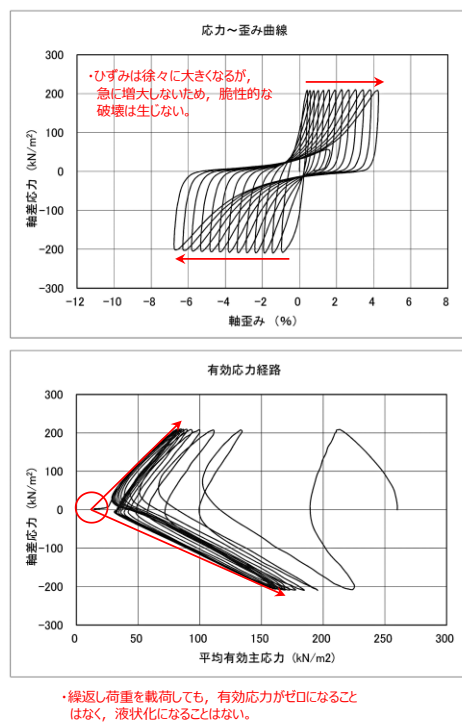 応力～歪み曲線
・ひずみは徐々に大きくなるが，
急に増大しないため，脆性的な
破壊は生じない。
300
200
100
0
-100
-200
-300
軸差応力 (kN/m²)
-12 -10 -8 -6 -4 -2 0 2 4 6 8
軸歪み （%）
有効応力経路
300
200
100
0
-100
-200
-300
軸差応力 (kN/m²)
0 50 100 150 200 250 300
平均有効主応力 (kN/m2)
・繰返し荷重を載荷しても，有効応力がゼロになること
はなく，液状化になることはない。